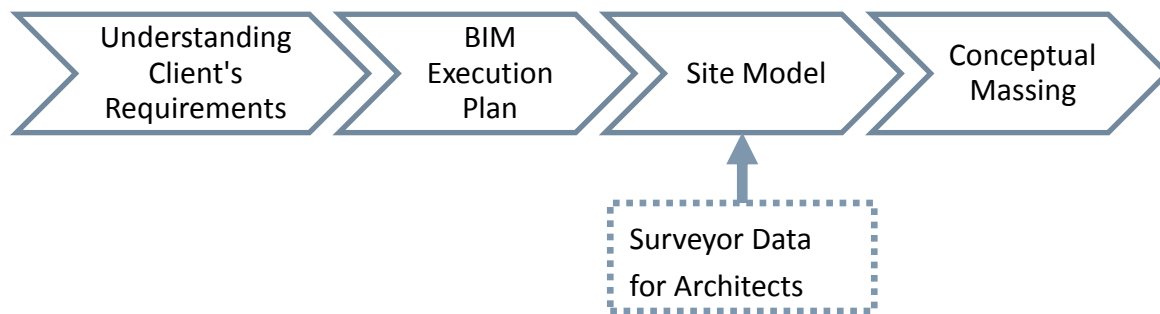 Understanding
Client's
Requirements
BIM
Execution
Plan
Site Model
Conceptual
Massing
Surveyor Data
for Architects